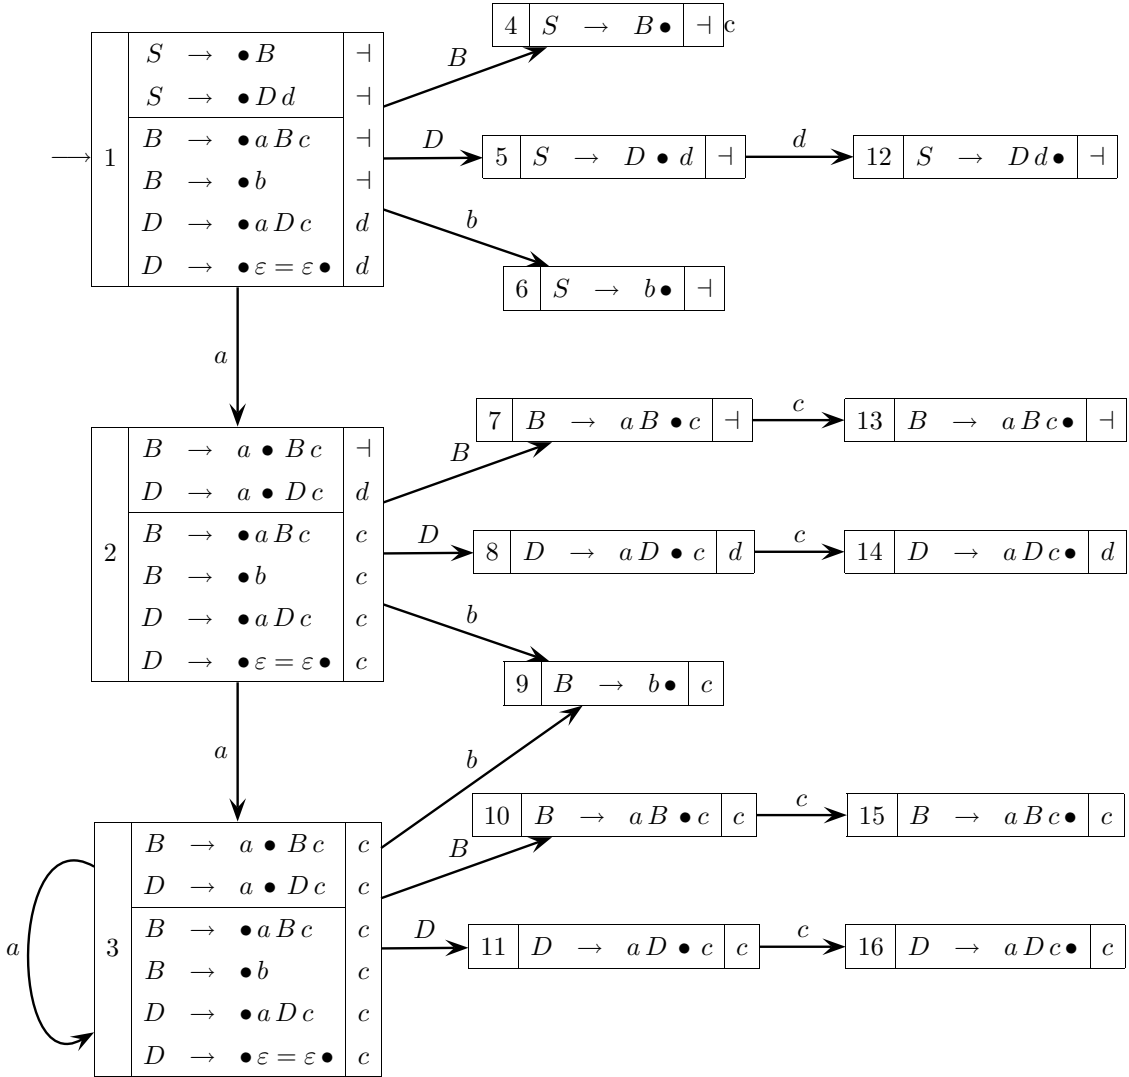 4 S → B • ⊣ c
B
1
S → • B ⊣
S → • D d ⊣
B → • a B c ⊣
B → • b ⊣
D → • a D c d
D → • ε = ε • d
D
5 S → D • d ⊣
d
12 S → D d • ⊣
b
6 S → b • ⊣
a
2
B → a • B c ⊣
D → a • D c d
B → • a B c c
B → • b c
D → • a D c c
D → • ε = ε • c
B
7 B → a B • c ⊣
c
13 B → a B c • ⊣
D
8 D → a D • c d
c
14 D → a D c • d
b
9 B → b • c
a
b
3
B → a • B c c
D → a • D c c
B → • a B c c
B → • b c
D → • a D c c
D → • ε = ε • c
a
B
10 B → a B • c c
c
15 B → a B c • c
D
11 D → a D • c c
c
16 D → a D c • c